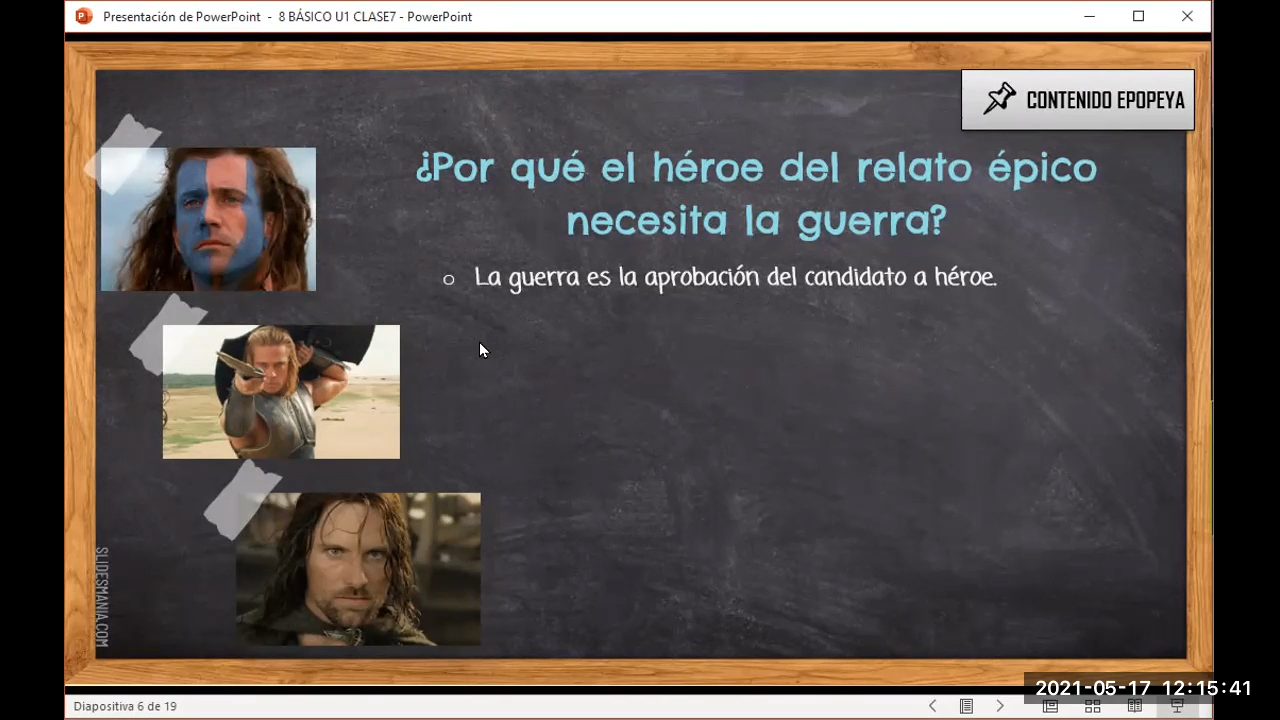 Presentación de PowerPoint - 8 BÁSICO U1 CLASE7 - PowerPoint
CONTENIDO EPOPEYA
¿Por qué el héroe del relato épico
necesita la guerra?
La guerra es la aprobación del candidato a héroe.
SLIDESMANIA.COM
2021-05-17 12:15:41
Diapositiva 6 de 19